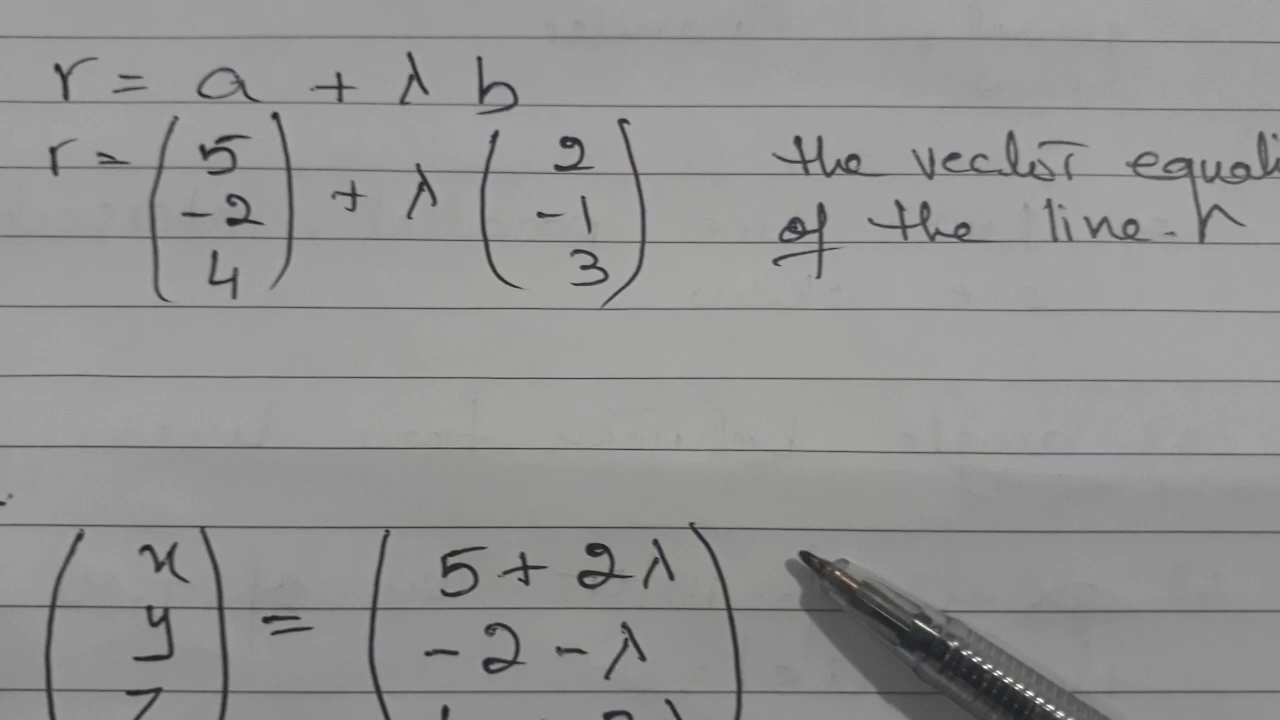 r = a + λ b
r = (5 -2 4) + λ (2 -1 3) the vector
of the line.
(x y z) = (5 + 2λ -2 - λ